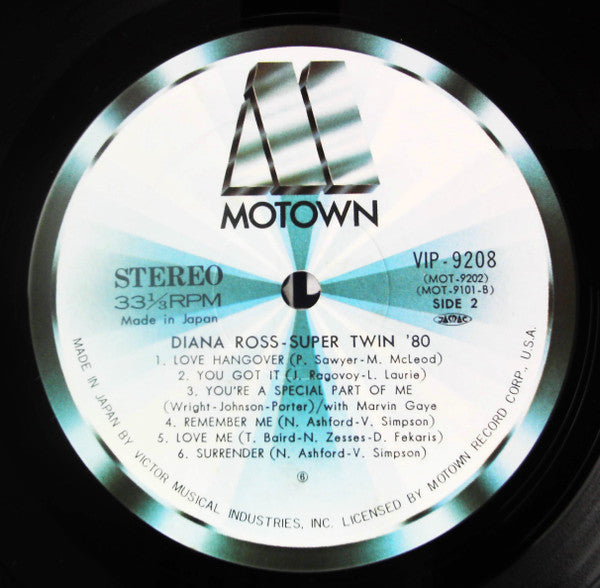 MOTOWN
STEREO
33⅓RPM
Made in Japan
VIP-9208
(MOT-9202)
(MOT-9101-B)
SIDE 2
JASRAC
DIANA ROSS-SUPER TWIN '80
1. LOVE HANGOVER (P. Sawyer-M. McLeod)
2. YOU GOT IT (J. Ragovoy-L. Laurie)
3. YOU'RE A SPECIAL PART OF ME
(Wright-Johnson-Porter)/with Marvin Gaye
4. REMEMBER ME (N. Ashford-V. Simpson)
5. LOVE ME (T. Baird-N. Zesses-D. Fekaris)
6. SURRENDER (N. Ashford-V. Simpson)
⑥
MADE IN JAPAN BY VICTOR MUSICAL INDUSTRIES, INC. LICENSED BY MOTOWN RECORD CORP., U.S.A.